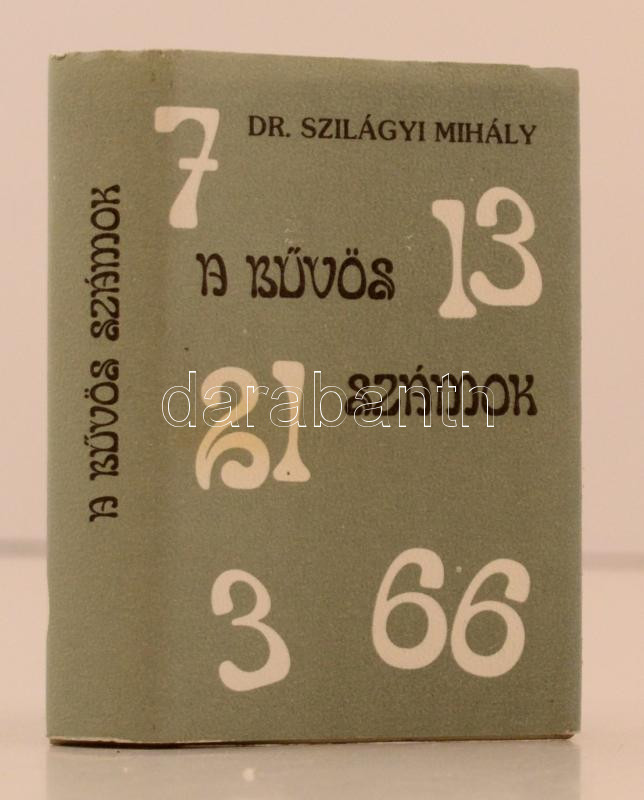 A BŰVÖS SZÁMOK
7
DR. SZILÁGYI MIHÁLY
13
A BŰVÖS
21
SZÁMOK
darabanth
3
66